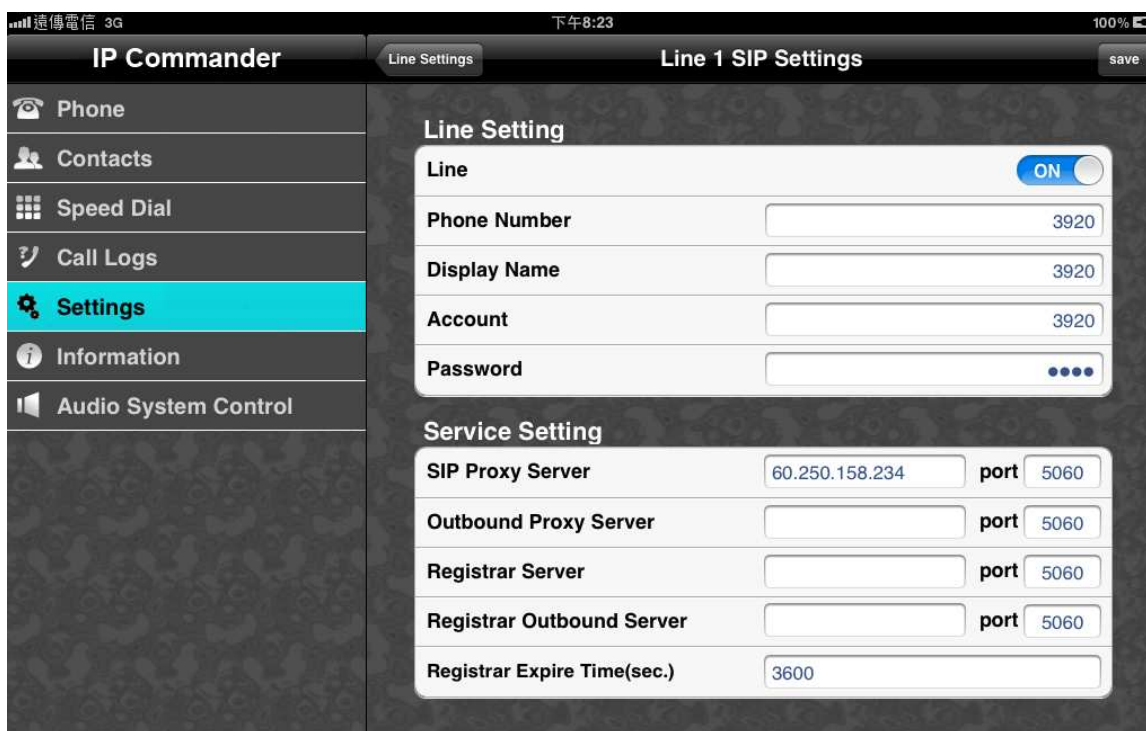 遠傳電信 3G 下午8:23 100%
IP Commander
Line Settings Line 1 SIP Settings save
Phone
Contacts
Speed Dial
Call Logs
Settings
Information
Audio System Control
Line Setting
Line ON
Phone Number 3920
Display Name 3920
Account 3920
Password ●●●●
Service Setting
SIP Proxy Server 60.250.158.234 port 5060
Outbound Proxy Server port 5060
Registrar Server port 5060
Registrar Outbound Server port 5060
Registrar Expire Time(sec.) 3600